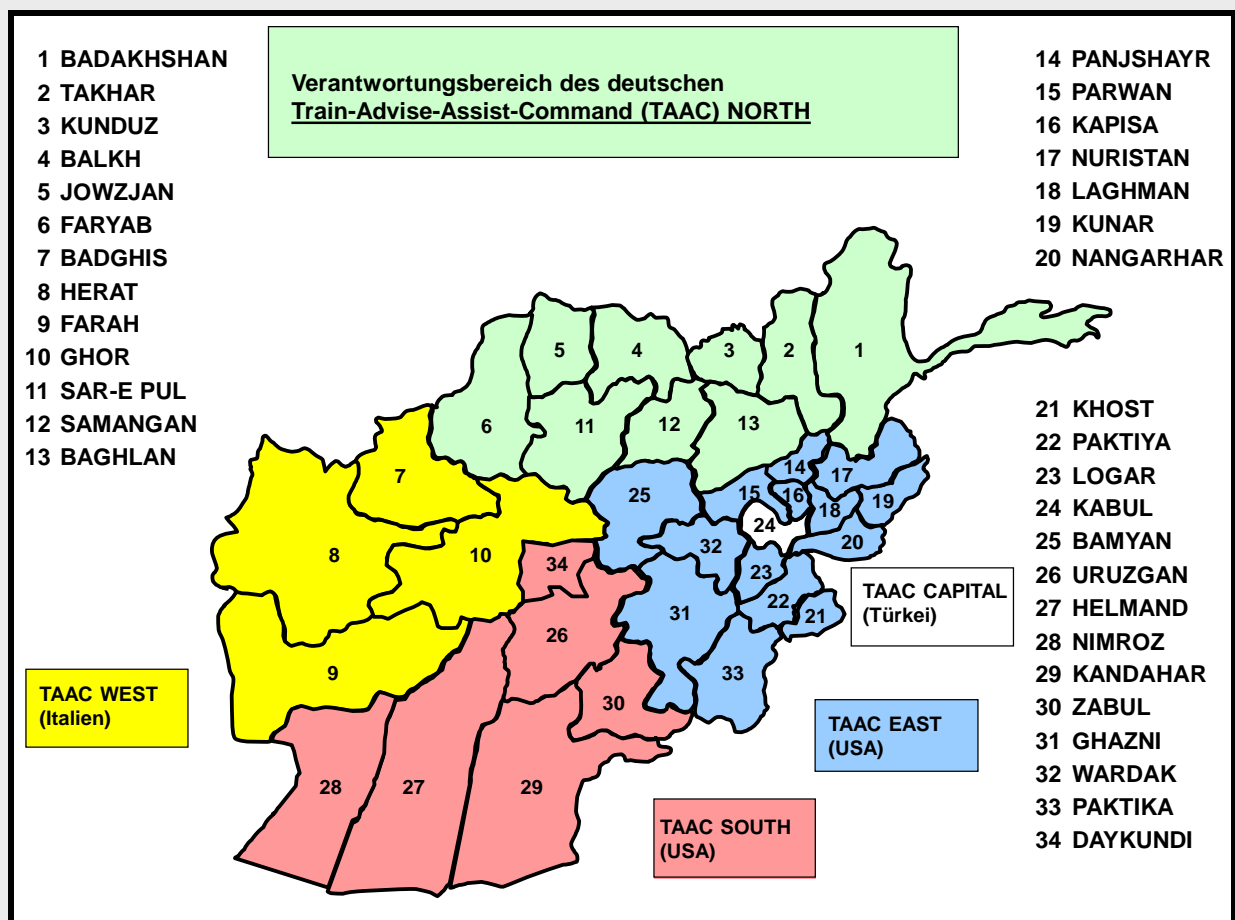 1 BADAKHSHAN
2 TAKHAR
3 KUNDUZ
4 BALKH
5 JOWZJAN
6 FARYAB
7 BADGHIS
8 HERAT
9 FARAH
10 GHOR
11 SAR-E PUL
12 SAMANGAN
13 BAGHLAN
Verantwortungsbereich des deutschen
Train-Advise-Assist-Command (TAAC) NORTH
14 PANJSHAYR
15 PARWAN
16 KAPISA
17 NURISTAN
18 LAGHMAN
19 KUNAR
20 NANGARHAR
21 KHOST
22 PAKTIYA
23 LOGAR
24 KABUL
25 BAMYAN
26 URUZGAN
27 HELMAND
28 NIMROZ
29 KANDAHAR
30 ZABUL
31 GHAZNI
32 WARDAK
33 PAKTIKA
34 DAYKUNDI
5
4
3
2
1
6
11
12
13
7
25
14
17
15
16
19
18
24
20
8
10
32
34
23
22
21
31
26
9
33
30
28
27
29
TAAC CAPITAL
(Türkei)
TAAC WEST
(Italien)
TAAC EAST
(USA)
TAAC SOUTH
(USA)